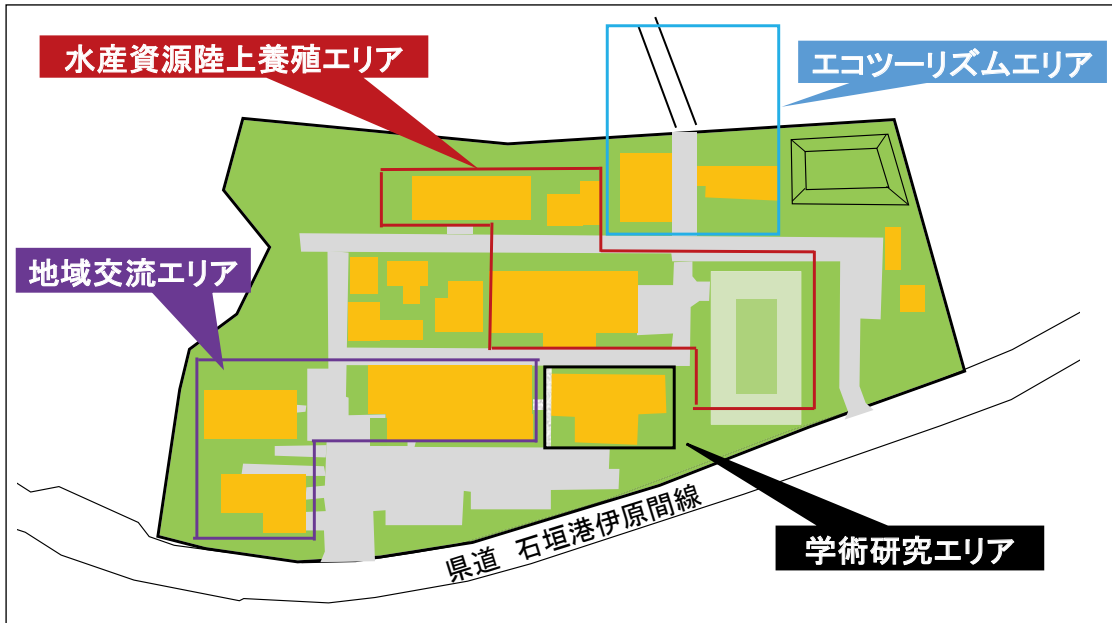 水産資源陸上養殖エリア
エコツーリズムエリア
地域交流エリア
県道 石垣港伊原間線
学術研究エリア